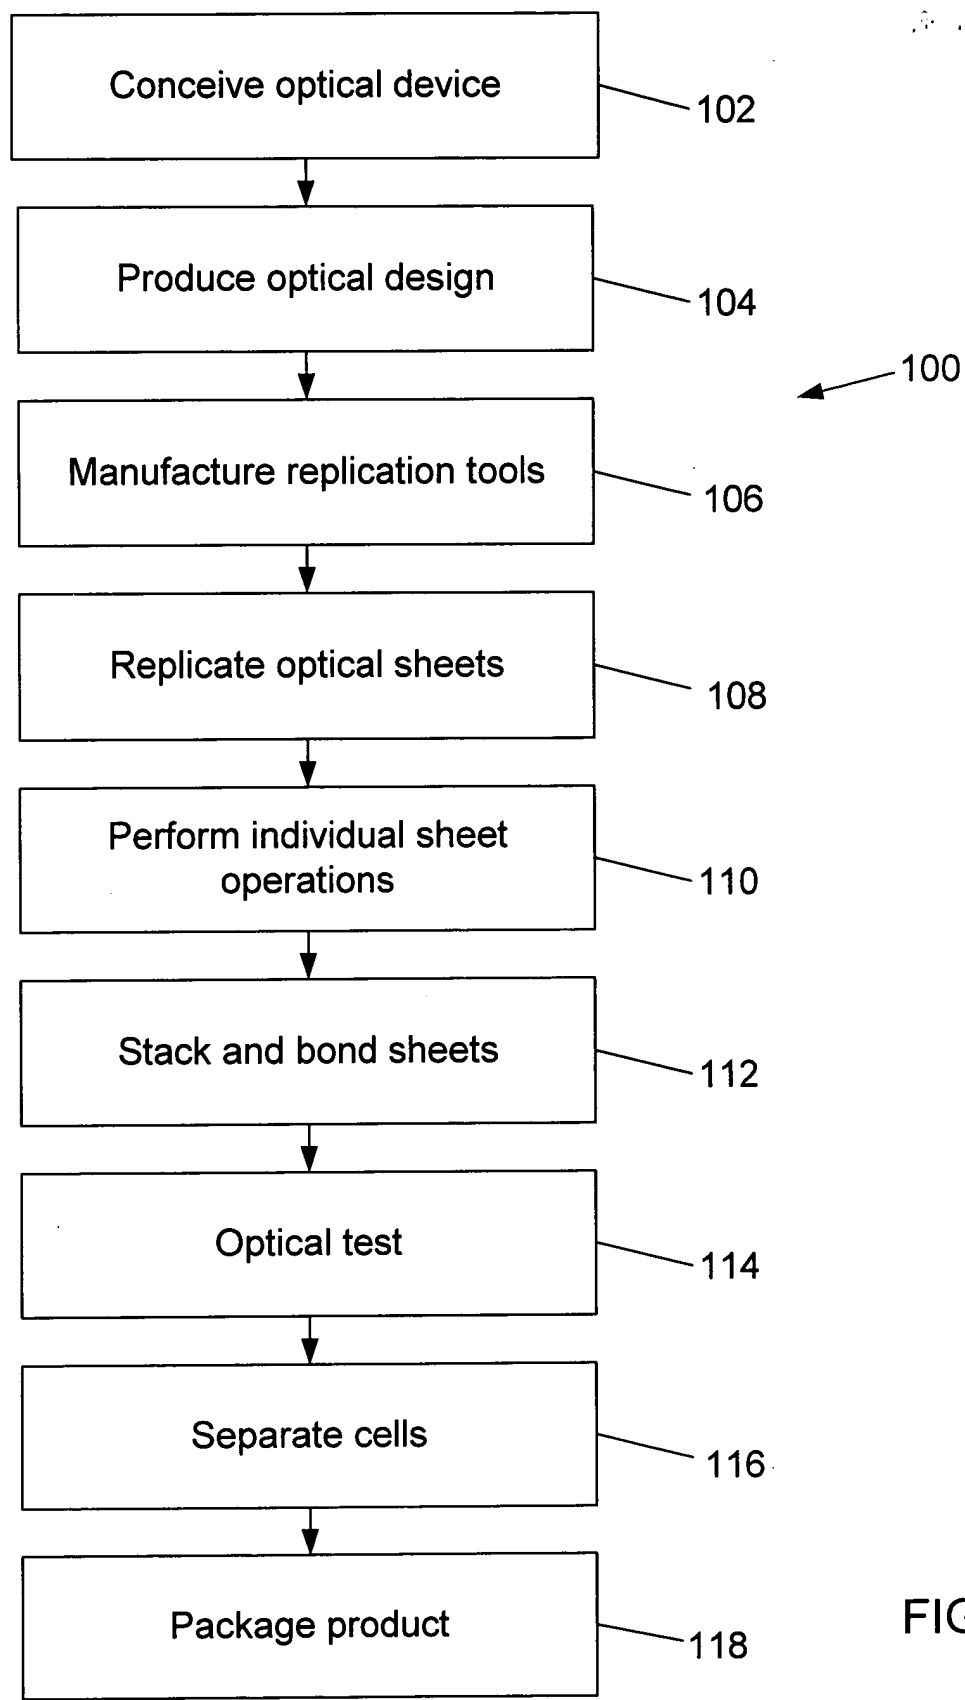 Conceive optical device
102
Produce optical design
104
100
Manufacture replication tools
106
Replicate optical sheets
108
Perform individual sheet
operations
110
Stack and bond sheets
112
Optical test
114
Separate cells
116
Package product
118
FIG